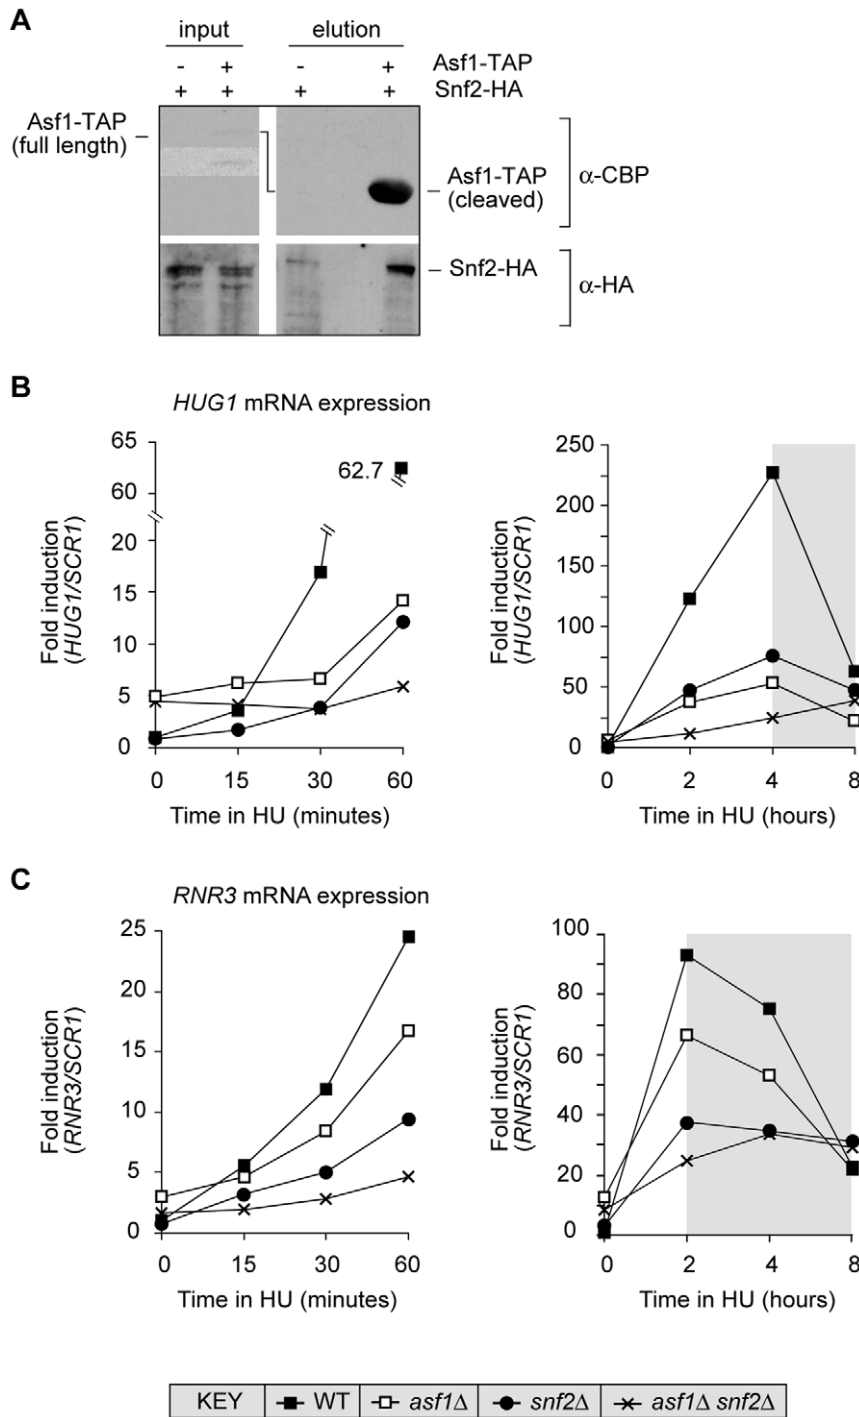 A
input elution
- + - + Asf1-TAP
+ + + + Snf2-HA
Asf1-TAP
(full length)
Asf1-TAP
(cleaved)
α-CBP
Snf2-HA
α-HA
B
HUG1 mRNA expression
Fold induction
(HUG1/SCR1)
65
60
20
15
10
5
0
62.7
0 15 30 60
Time in HU (minutes)
Fold induction
(HUG1/SCR1)
250
200
150
100
50
0
0 2 4 8
Time in HU (hours)
C
RNR3 mRNA expression
Fold induction
(RNR3/SCR1)
25
20
15
10
5
0
0 15 30 60
Time in HU (minutes)
Fold induction
(RNR3/SCR1)
100
80
60
40
20
0
0 2 4 8
Time in HU (hours)
KEY WT asf1Δ snf2Δ asf1Δ snf2Δ